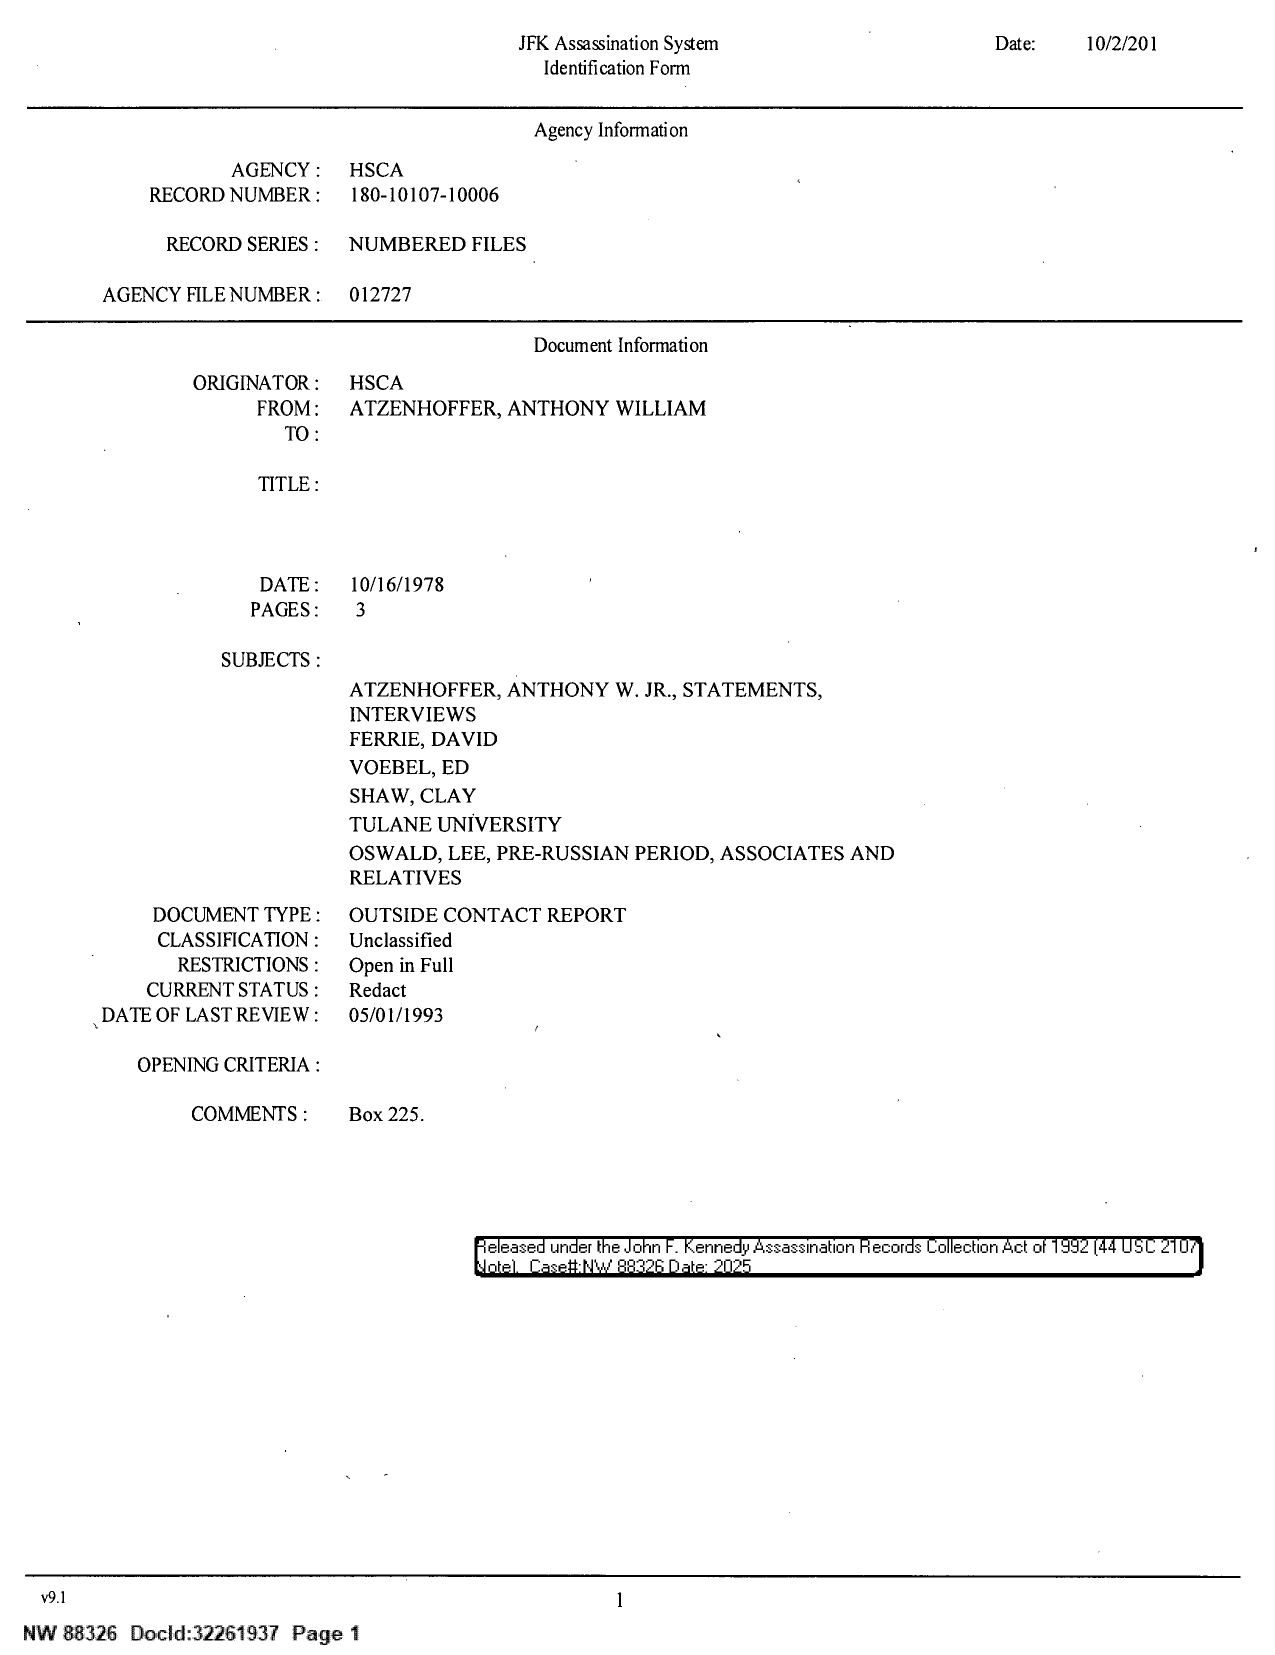 JFK Assassination System
Date: 10/2/201
Identification Form
Agency Information
AGENCY : HSCA
RECORD NUMBER : 180-10107-10006
RECORD SERIES : NUMBERED FILES
AGENCY FILE NUMBER : 012727
Document Information
ORIGINATOR : HSCA
FROM : ATZENHOFFER, ANTHONY WILLIAM
TO :
TITLE :
DATE : 10/16/1978
PAGES : 3
SUBJECTS :
ATZENHOFFER, ANTHONY W. JR., STATEMENTS,
INTERVIEWS
FERRIE, DAVID
VOEBEL, ED
SHAW, CLAY
TULANE UNIVERSITY
OSWALD, LEE, PRE-RUSSIAN PERIOD, ASSOCIATES AND
RELATIVES
DOCUMENT TYPE : OUTSIDE CONTACT REPORT
CLASSIFICATION : Unclassified
RESTRICTIONS : Open in Full
CURRENT STATUS : Redact
DATE OF LAST REVIEW : 05/01/1993
OPENING CRITERIA :
COMMENTS : Box 225.
Released under the John F. Kennedy Assassination Records Collection Act of 1992 (44 USC 2107
Note). Case#:NW 88326 Date: 2025
v9.1
1
NW 88326 DocId:32261937 Page 1